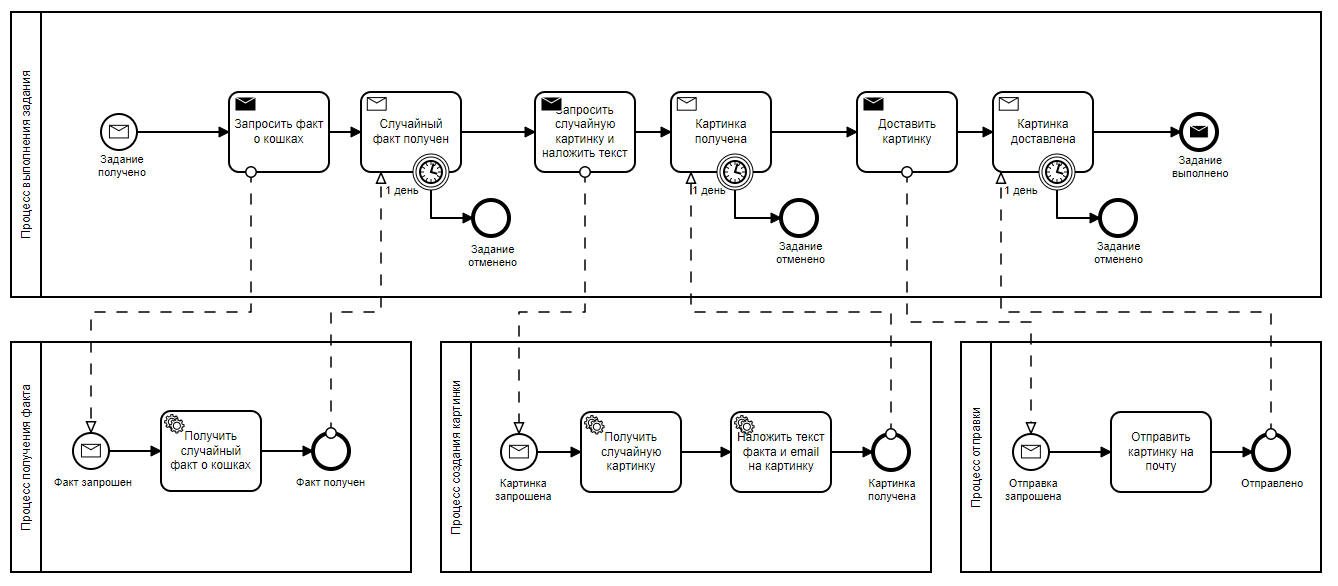 Процесс выполнения задания
Задание
получено
Запросить факт
о кошках
Случайный
факт получен
1 день
Задание
отменено
Запросить
случайную
картинку и
наложить текст
Картинка
получена
1 день
Задание
отменено
Доставить
картинку
Картинка
доставлена
1 день
Задание
отменено
Задание
выполнено
Процесс получения факта
Факт запрошен
Получить
случайный
факт о кошках
Факт получен
Процесс создания картинки
Картинка
запрошена
Получить
случайную
картинку
Наложить текст
факта и email
на картинку
Картинка
получена
Процесс отправки
Отправка
запрошена
Отправить
картинку на
почту
Отправлено